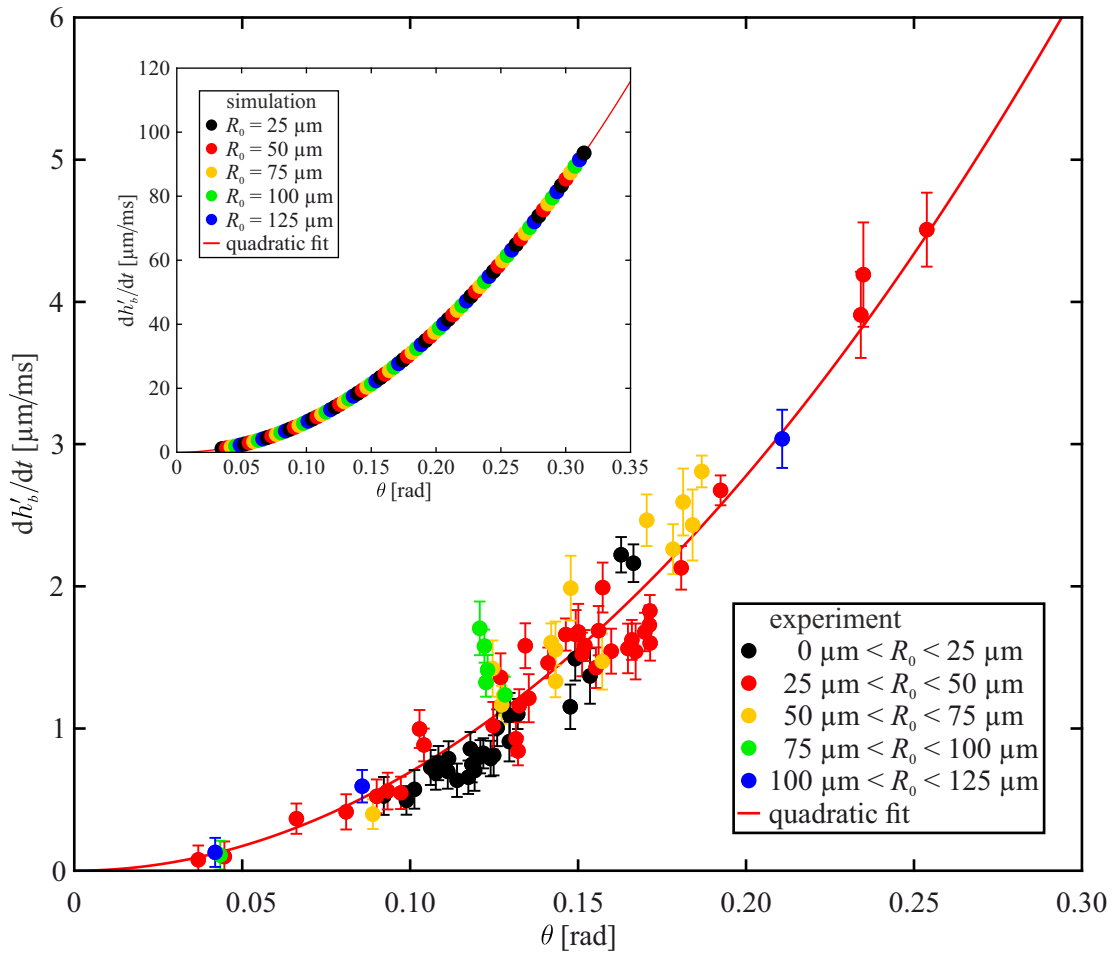 6
5
4
3
2
1
0
0
0.05
0.10
0.15
0.20
0.25
0.30
θ [rad]
dh′b/dt [µm/ms]
experiment
0 µm < R₀ < 25 µm
25 µm < R₀ < 50 µm
50 µm < R₀ < 75 µm
75 µm < R₀ < 100 µm
100 µm < R₀ < 125 µm
quadratic fit
120
100
80
60
40
20
0
0
0.05
0.10
0.15
0.20
0.25
0.30
0.35
θ [rad]
dh′b/dt [µm/ms]
simulation
R₀ = 25 µm
R₀ = 50 µm
R₀ = 75 µm
R₀ = 100 µm
R₀ = 125 µm
quadratic fit